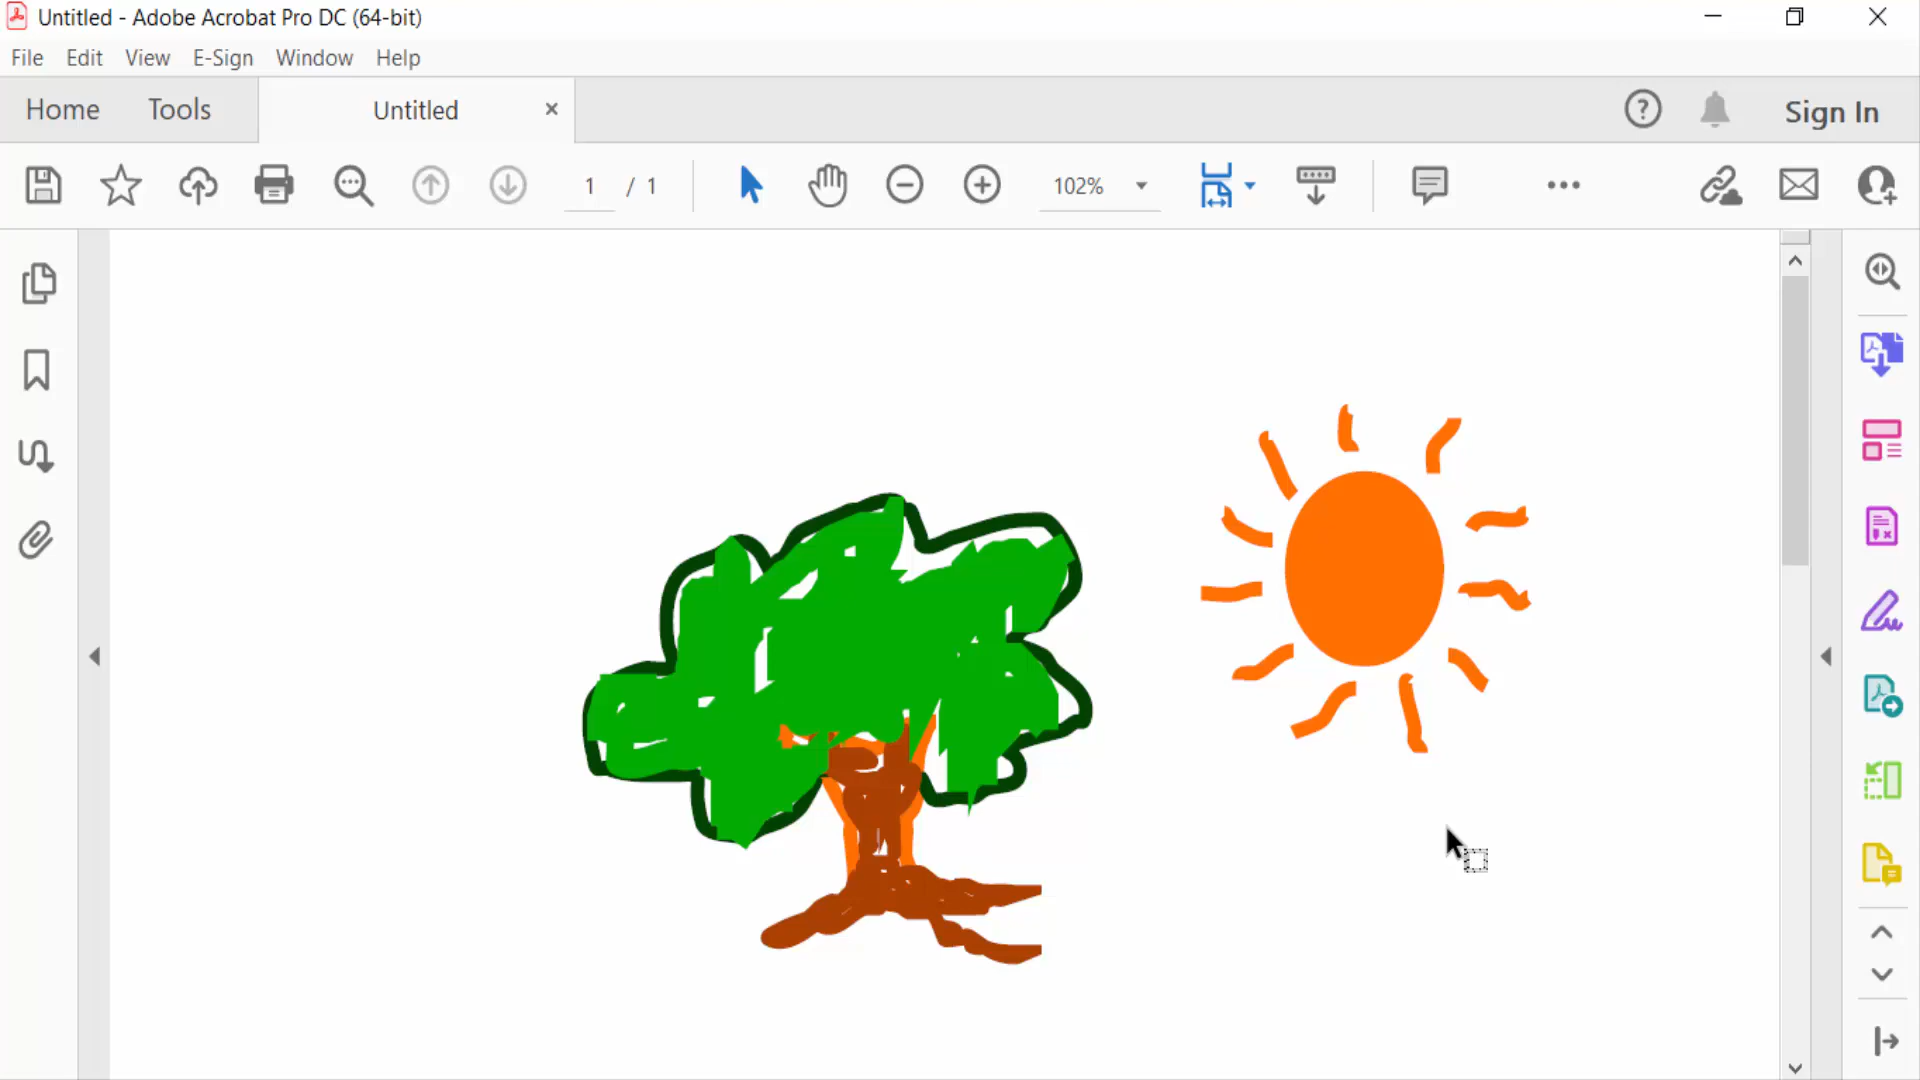 Untitled - Adobe Acrobat Pro DC (64-bit)
File Edit View E-Sign Window Help
Home Tools Untitled × Sign In
1 / 1 102%